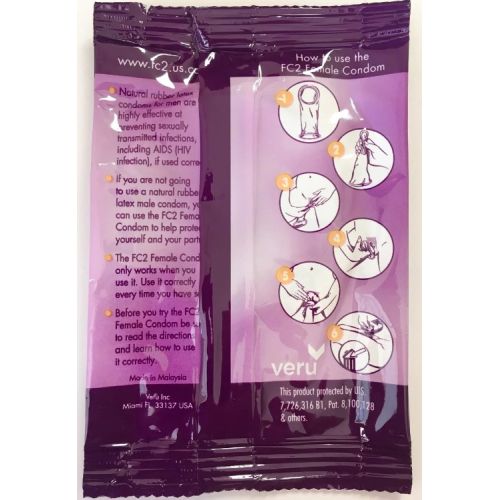 www.fc2.us.c
How to use the
FC2 Female Condom
Natural rubber latex
condoms for men are
highly effective at
preventing sexually
transmitted infections,
including AIDS (HIV
infection), if used corre
If you are not going
to use a natural rubbe
latex male condom, you
can use the FC2 Fema
Condom to help prote
yourself and your part
The FC2 Female Cond
only works when you
use it. Use it correctly
every time you have s
Before you try the FC2
Female Condom be su
to read the directions
and learn how to use
it correctly.
Made in Malaysia
Veru Inc
Miami FL 33137 USA
1
2
3
4
5
6
veru
This product protected by U.S.
7,726,316 B1, Pat. 8,100,128
& others.